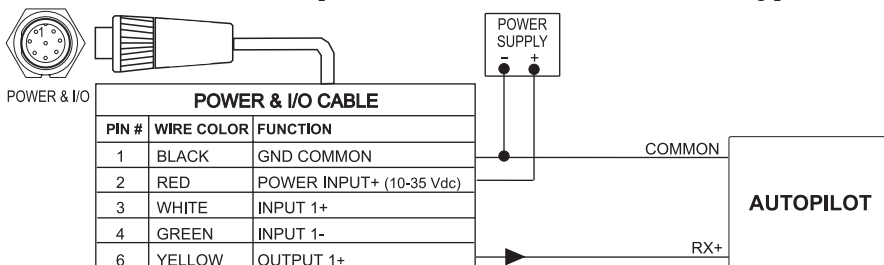 1
POWER & I/O
POWER
SUPPLY
- +
POWER & I/O CABLE
PIN # WIRE COLOR FUNCTION
1 BLACK GND COMMON
2 RED POWER INPUT+ (10-35 Vdc)
3 WHITE INPUT 1+
4 GREEN INPUT 1-
6 YELLOW OUTPUT 1+
COMMON
RX+
AUTOPILOT